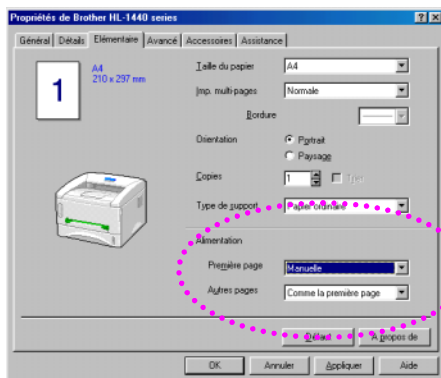 Propriétés de Brother HL-1440 series
Général Détails Elémentaire Avancé Accessoires Assistance
1
A4
210 x 297 mm
Taille du papier A4
Imp. multi-pages Normale
Bordure
Orientation Portrait
Paysage
Copies 1 Trier
Type de support Papier ordinaire
Alimentation
Première page Manuelle
Autres pages Comme la première page
Défaut A propos de
OK Annuler Appliquer Aide